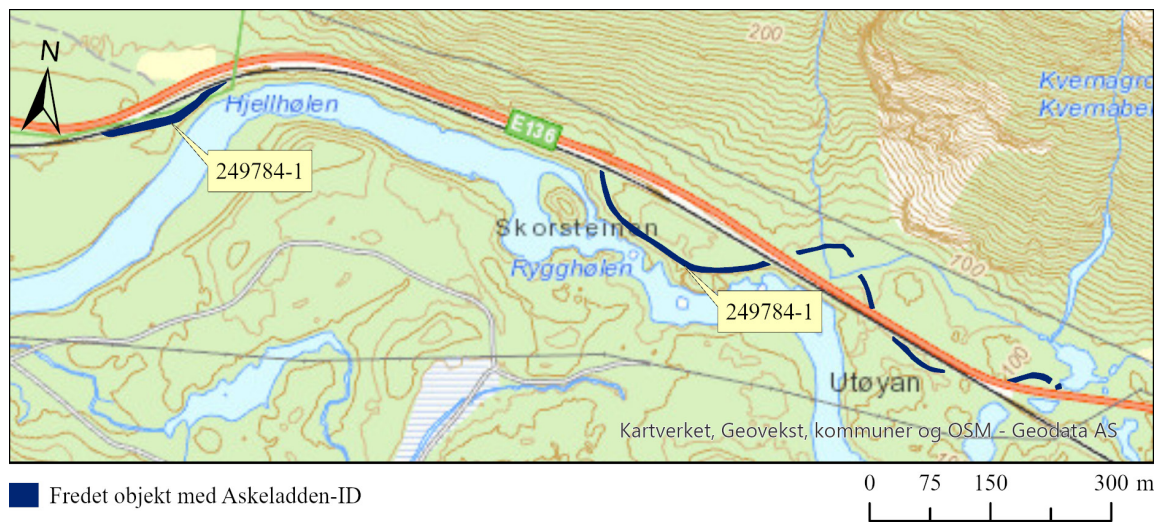 200
N
Kvernagro
Kvernaber
Hjellhølen
E136
249784-1
Skorsteinen
Rygghølen
100
249784-1
100
Utøyan
Kartverket, Geovekst, kommuner og OSM - Geodata AS
Fredet objekt med Askeladden-ID
0 75 150 300 m